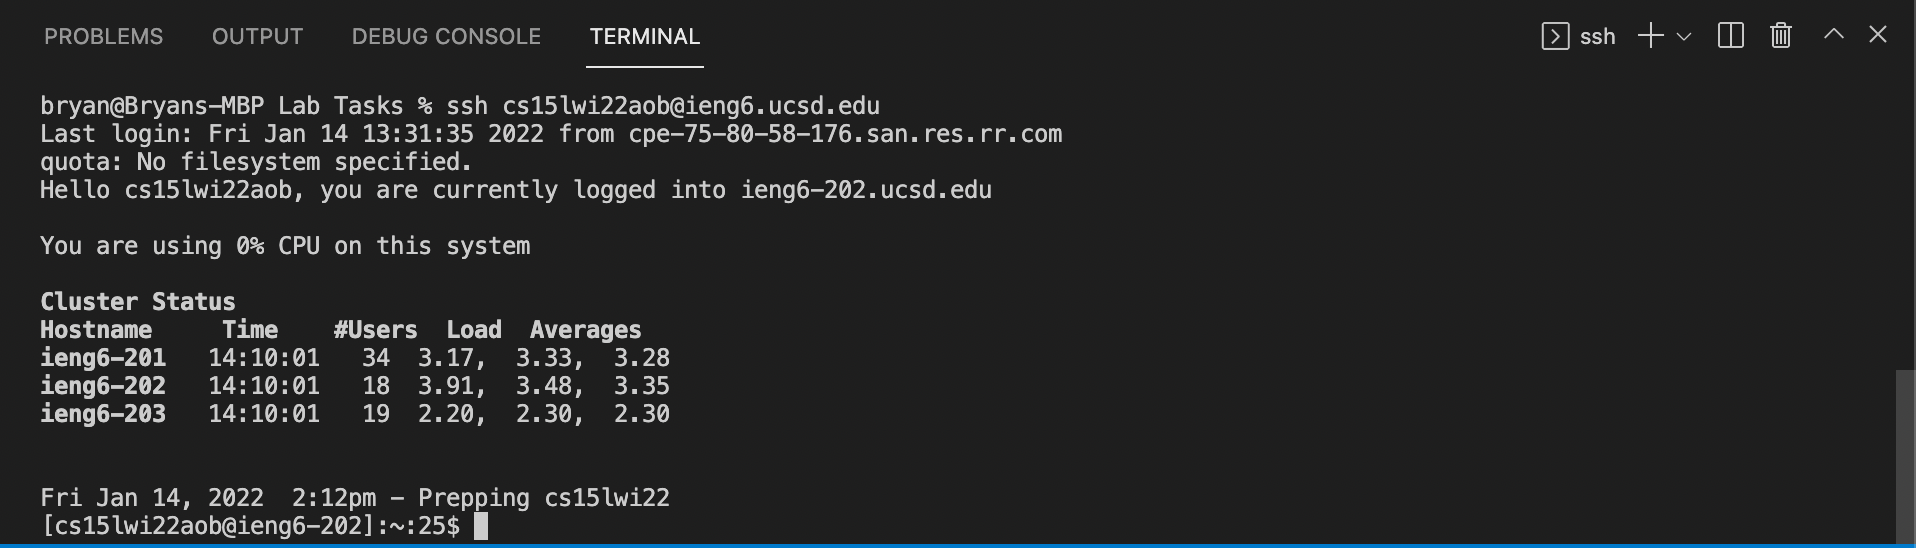 PROBLEMS OUTPUT DEBUG CONSOLE TERMINAL ssh
bryan@Bryans-MBP Lab Tasks % ssh cs15lwi22aob@ieng6.ucsd.edu
Last login: Fri Jan 14 13:31:35 2022 from cpe-75-80-58-176.san.res.rr.com
quota: No filesystem specified.
Hello cs15lwi22aob, you are currently logged into ieng6-202.ucsd.edu
You are using 0% CPU on this system
Cluster Status
Hostname     Time    #Users  Load  Averages
ieng6-201   14:10:01   34  3.17,  3.33,  3.28
ieng6-202   14:10:01   18  3.91,  3.48,  3.35
ieng6-203   14:10:01   19  2.20,  2.30,  2.30
Fri Jan 14, 2022  2:12pm - Prepping cs15lwi22
[cs15lwi22aob@ieng6-202]:~:25$